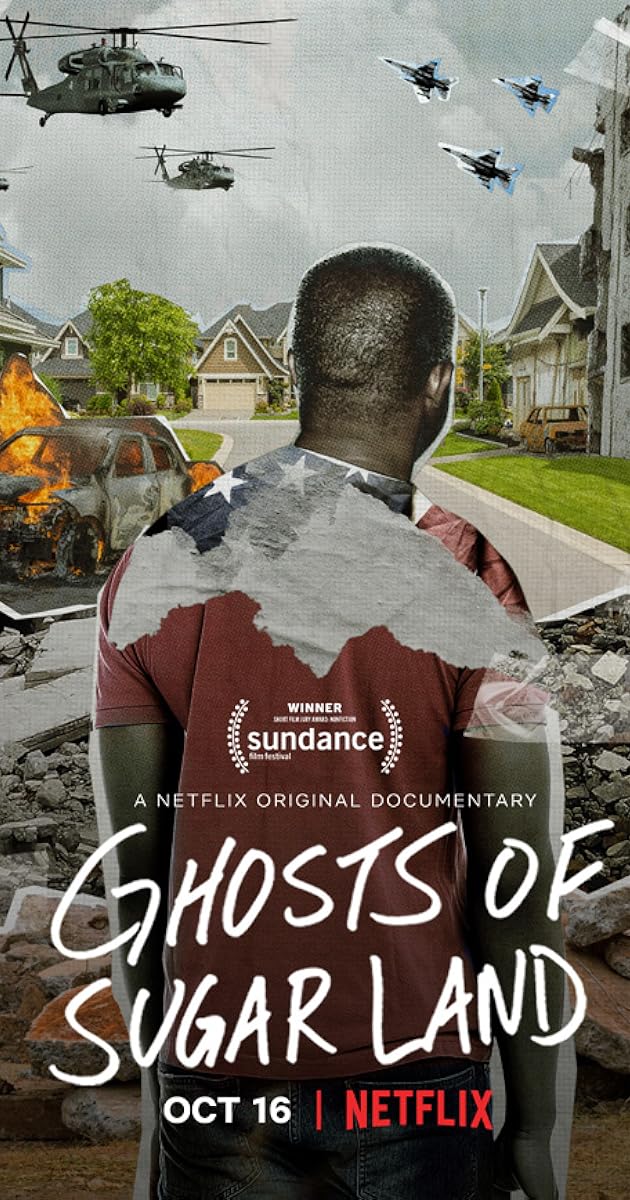 WINNER
SHORT FILM JURY AWARD: NONFICTION
sundance
film festival
A NETFLIX ORIGINAL DOCUMENTARY
GHOSTS OF
SUGAR LAND
OCT 16 | NETFLIX